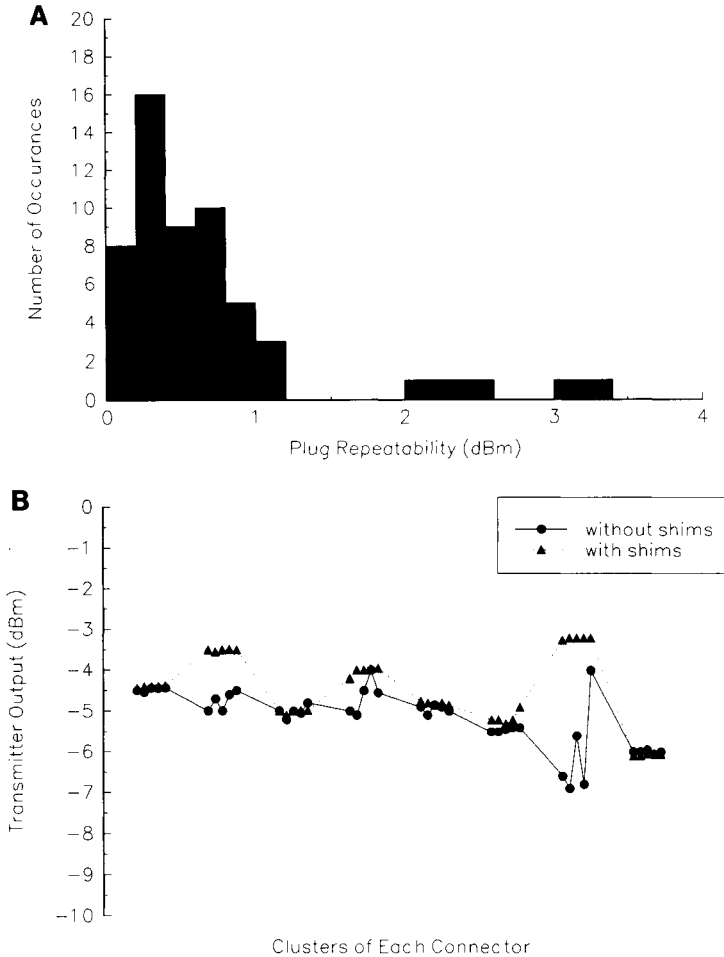 A
20
18
16
14
12
10
8
6
4
2
0
Number of Occurances
0 1 2 3 4
Plug Repeatability (dBm)
B
0
−1
−2
−3
−4
−5
−6
−7
−8
−9
−10
Transmitter Output (dBm)
without shims
with shims
Clusters of Each Connector